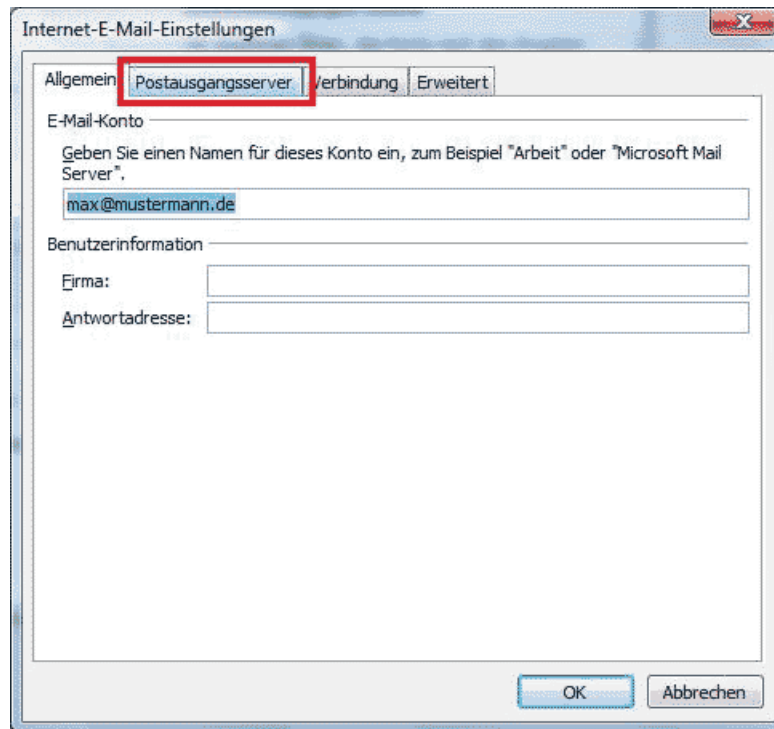 Internet-E-Mail-Einstellungen
Allgemein Postausgangsserver Verbindung Erweitert
E-Mail-Konto
Geben Sie einen Namen für dieses Konto ein, zum Beispiel "Arbeit" oder "Microsoft Mail
Server".
max@mustermann.de
Benutzerinformation
Firma:
Antwortadresse:
OK Abbrechen